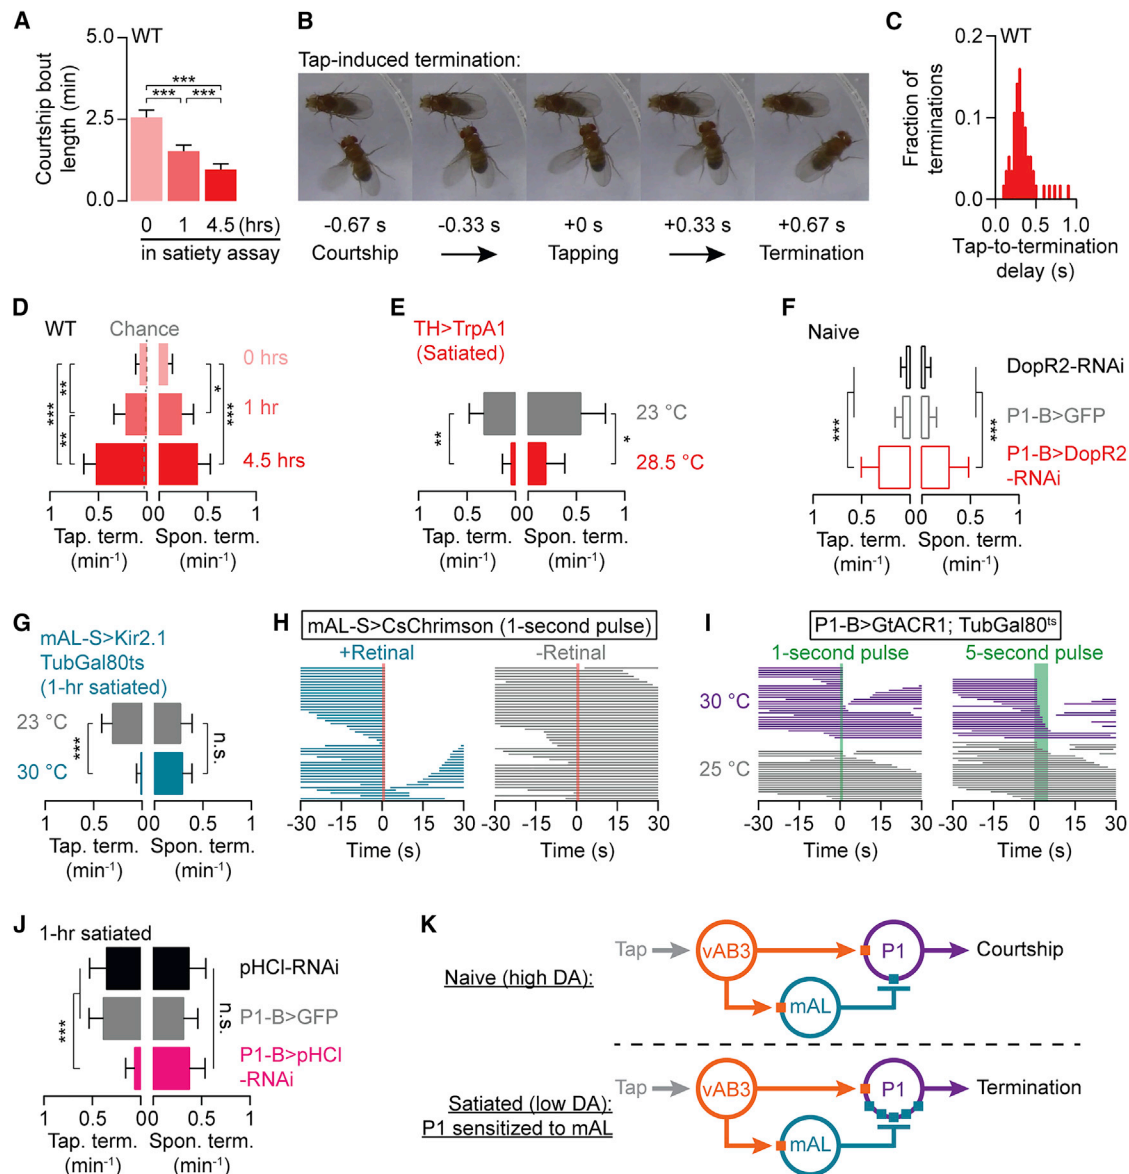 A
WT
5.0
2.5
0.0
Courtship bout
length (min)
***
*** ***
0 1 4.5 (hrs)
in satiety assay
B
Tap-induced termination:
-0.67 s -0.33 s +0 s +0.33 s +0.67 s
Courtship Tapping Termination
C
WT
0.2
0.1
0.0
Fraction of
terminations
0.0 0.5 1.0
Tap-to-termination
delay (s)
D
WT Chance
0 hrs
1 hr
4.5 hrs
***
**
**
*
***
1 0.5 0 0 0.5 1
Tap. term. Spon. term.
(min-1) (min-1)
E
TH>TrpA1
(Satiated)
23 °C
28.5 °C
**
*
1 0.5 0 0 0.5 1
Tap. term. Spon. term.
(min-1) (min-1)
F
Naive
DopR2-RNAi
P1-B>GFP
P1-B>DopR2
-RNAi
***
***
1 0.5 0 0 0.5 1
Tap. term. Spon. term.
(min-1) (min-1)
G
mAL-S>Kir2.1
TubGal80ts
(1-hr satiated)
23 °C
30 °C
***
n.s.
1 0.5 0 0 0.5 1
Tap. term. Spon. term.
(min-1) (min-1)
H
mAL-S>CsChrimson (1-second pulse)
+Retinal -Retinal
-30 -15 0 15 30 -30 -15 0 15 30
Time (s) Time (s)
I
P1-B>GtACR1; TubGal80ts
1-second pulse 5-second pulse
30 °C
25 °C
-30 -15 0 15 30 -30 -15 0 15 30
Time (s) Time (s)
J
1-hr satiated
pHCl-RNAi
P1-B>GFP
P1-B>pHCl
-RNAi
***
n.s.
1 0.5 0 0 0.5 1
Tap. term. Spon. term.
(min-1) (min-1)
K
Naive (high DA):
Tap vAB3 P1 Courtship
mAL
Satiated (low DA):
P1 sensitized to mAL
Tap vAB3 P1 Termination
mAL